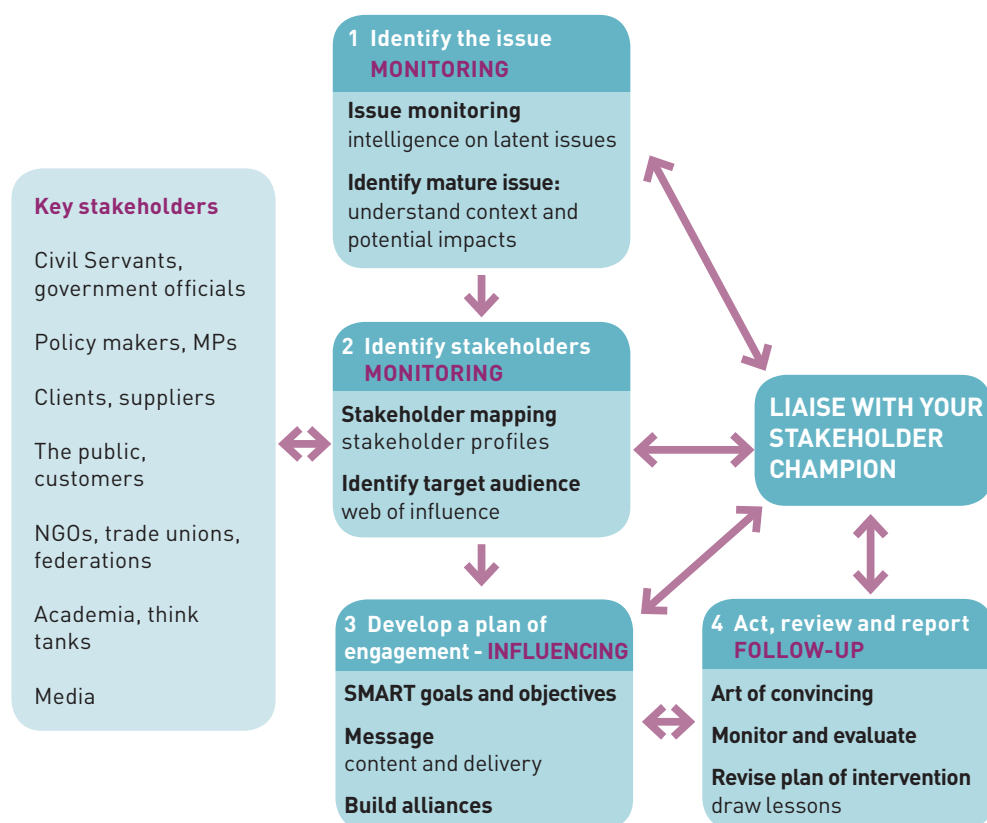 1 Identify the issue
MONITORING
Issue monitoring
intelligence on latent issues
Identify mature issue:
understand context and
potential impacts
Key stakeholders
Civil Servants,
government officials
Policy makers, MPs
Clients, suppliers
The public,
customers
NGOs, trade unions,
federations
Academia, think
tanks
Media
2 Identify stakeholders
MONITORING
Stakeholder mapping
stakeholder profiles
Identify target audience
web of influence
LIAISE WITH YOUR
STAKEHOLDER
CHAMPION
3 Develop a plan of
engagement - INFLUENCING
SMART goals and objectives
Message
content and delivery
Build alliances
4 Act, review and report
FOLLOW-UP
Art of convincing
Monitor and evaluate
Revise plan of intervention
draw lessons